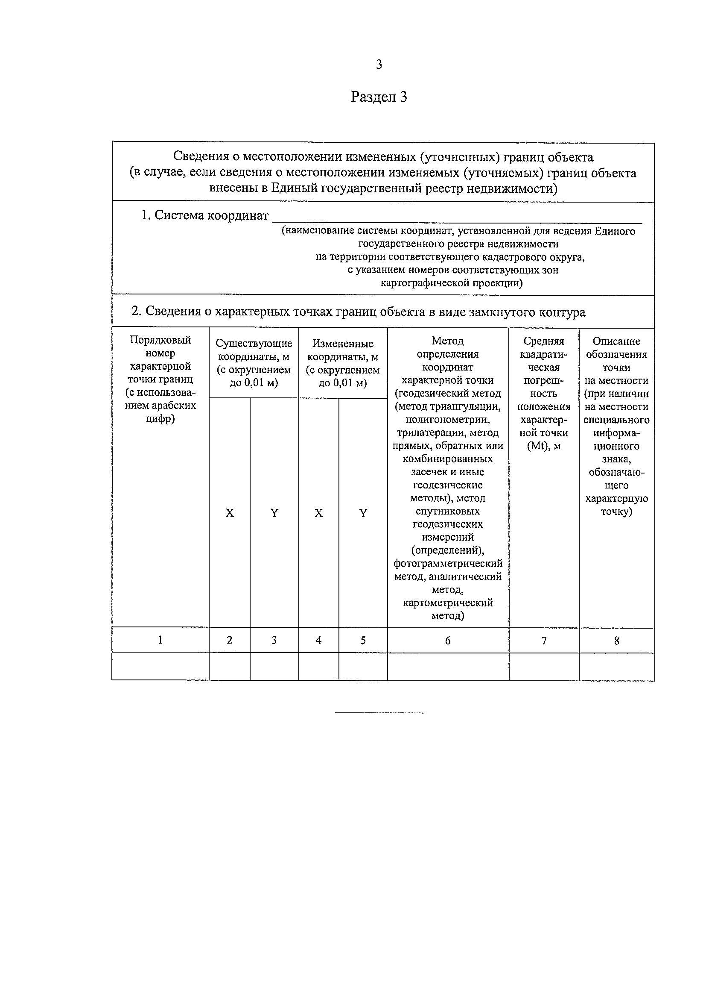 3
Раздел 3
Сведения о местоположении измененных (уточненных) границ объекта
(в случае, если сведения о местоположении изменяемых (уточняемых) границ объекта
внесены в Единый государственный реестр недвижимости)
1. Система координат
(наименование системы координат, установленной для ведения Единого
государственного реестра недвижимости
на территории соответствующего кадастрового округа,
с указанием номеров соответствующих зон
картографической проекции)
2. Сведения о характерных точках границ объекта в виде замкнутого контура
Порядковый
номер
характерной
точки границ
(с использова-
нием арабских
цифр)
Существующие
координаты, м
(с округлением
до 0,01 м)
Измененные
координаты, м
(с округлением
до 0,01 м)
Метод
определения
координат
характерной точки
(геодезический метод
(метод триангуляции,
полигонометрии,
трилатерации, метод
прямых, обратных или
комбинированных
засечек и иные
геодезические
методы), метод
спутниковых
геодезических
измерений
(определений),
фотограмметрический
метод, аналитический
метод,
картометрический
метод)
Средняя
квадрати-
ческая
погреш-
ность
положения
характер-
ной точки
(Mt), м
Описание
обозначения
точки
на местности
(при наличии
на местности
специального
информа-
ционного
знака,
обозначаю-
щего
характерную
точку)
X Y X Y
1 2 3 4 5 6 7 8